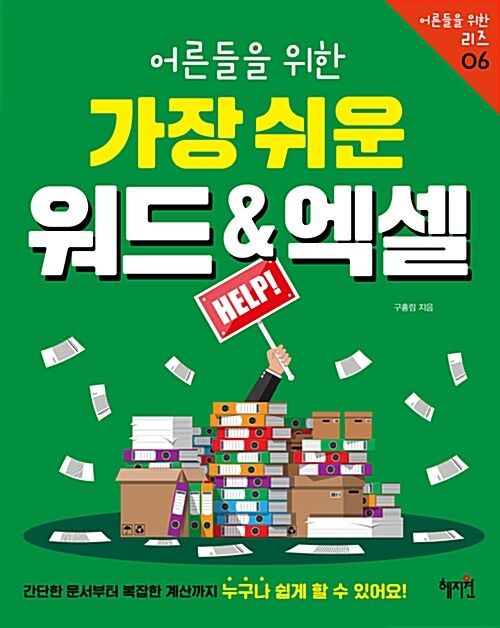 어른들을 위한
리즈
06
어른들을 위한
가장 쉬운
워드 & 엑셀
HELP!
구홍림 지음
간단한 문서부터 복잡한 계산까지 누구나 쉽게 할 수 있어요!
혜지원